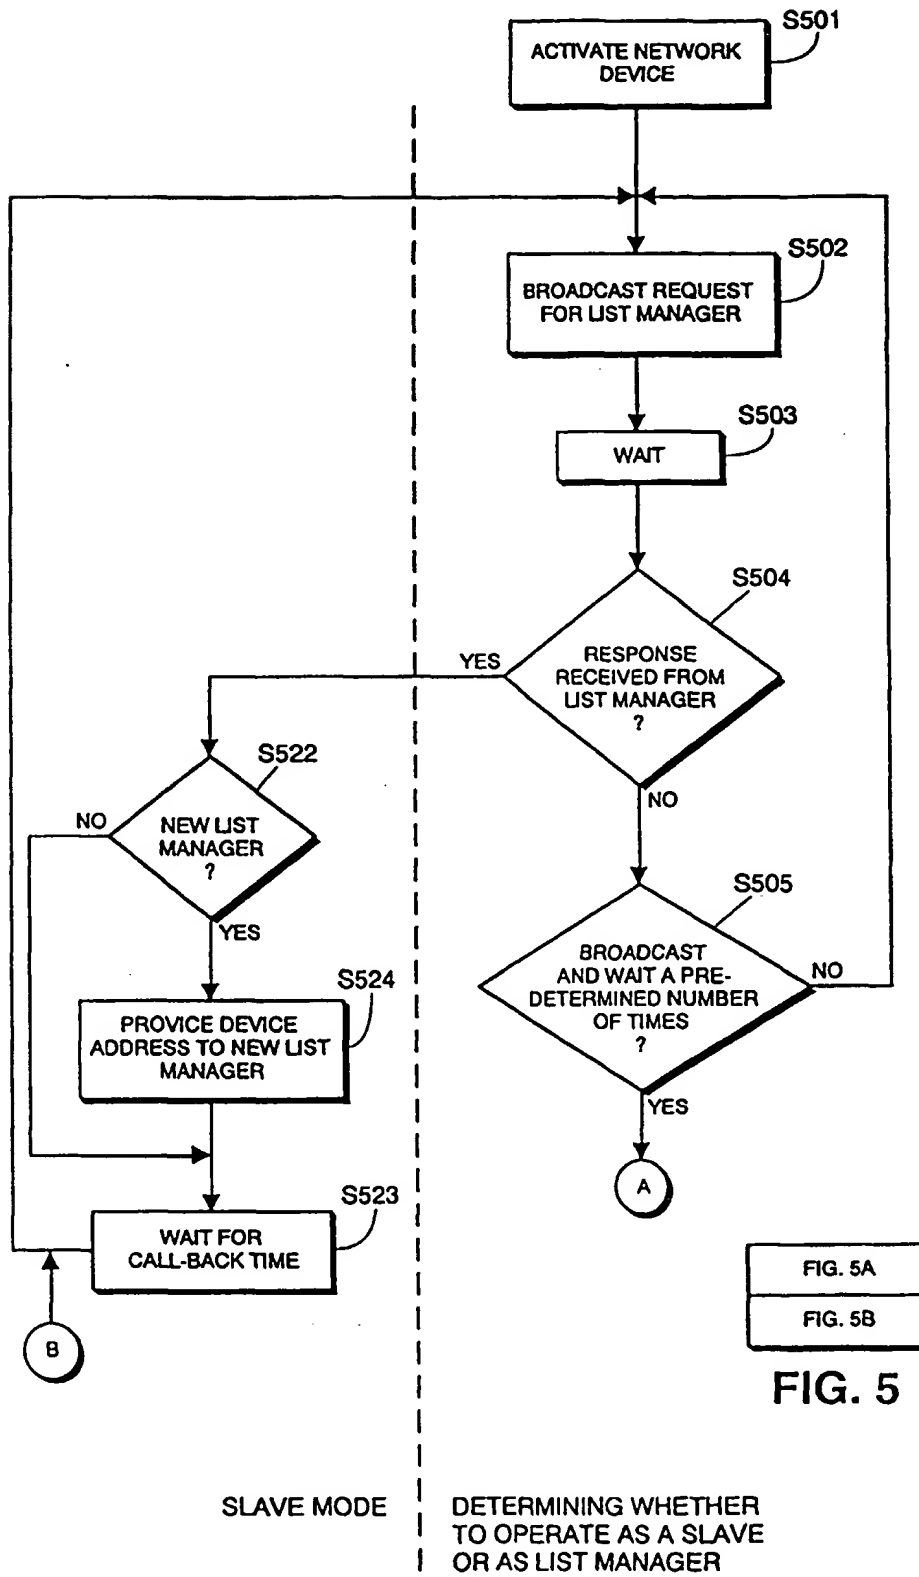 S501
ACTIVATE NETWORK
DEVICE
S502
BROADCAST REQUEST
FOR LIST MANAGER
S503
WAIT
S504
RESPONSE
RECEIVED FROM
LIST MANAGER
?
YES
NO
S522
NEW LIST
MANAGER
?
NO
YES
S505
BROADCAST
AND WAIT A PRE-
DETERMINED NUMBER
OF TIMES
?
NO
YES
S524
PROVICE DEVICE
ADDRESS TO NEW LIST
MANAGER
A
S523
WAIT FOR
CALL-BACK TIME
B
FIG. 5A
FIG. 5B
FIG. 5
SLAVE MODE
DETERMINING WHETHER
TO OPERATE AS A SLAVE
OR AS LIST MANAGER